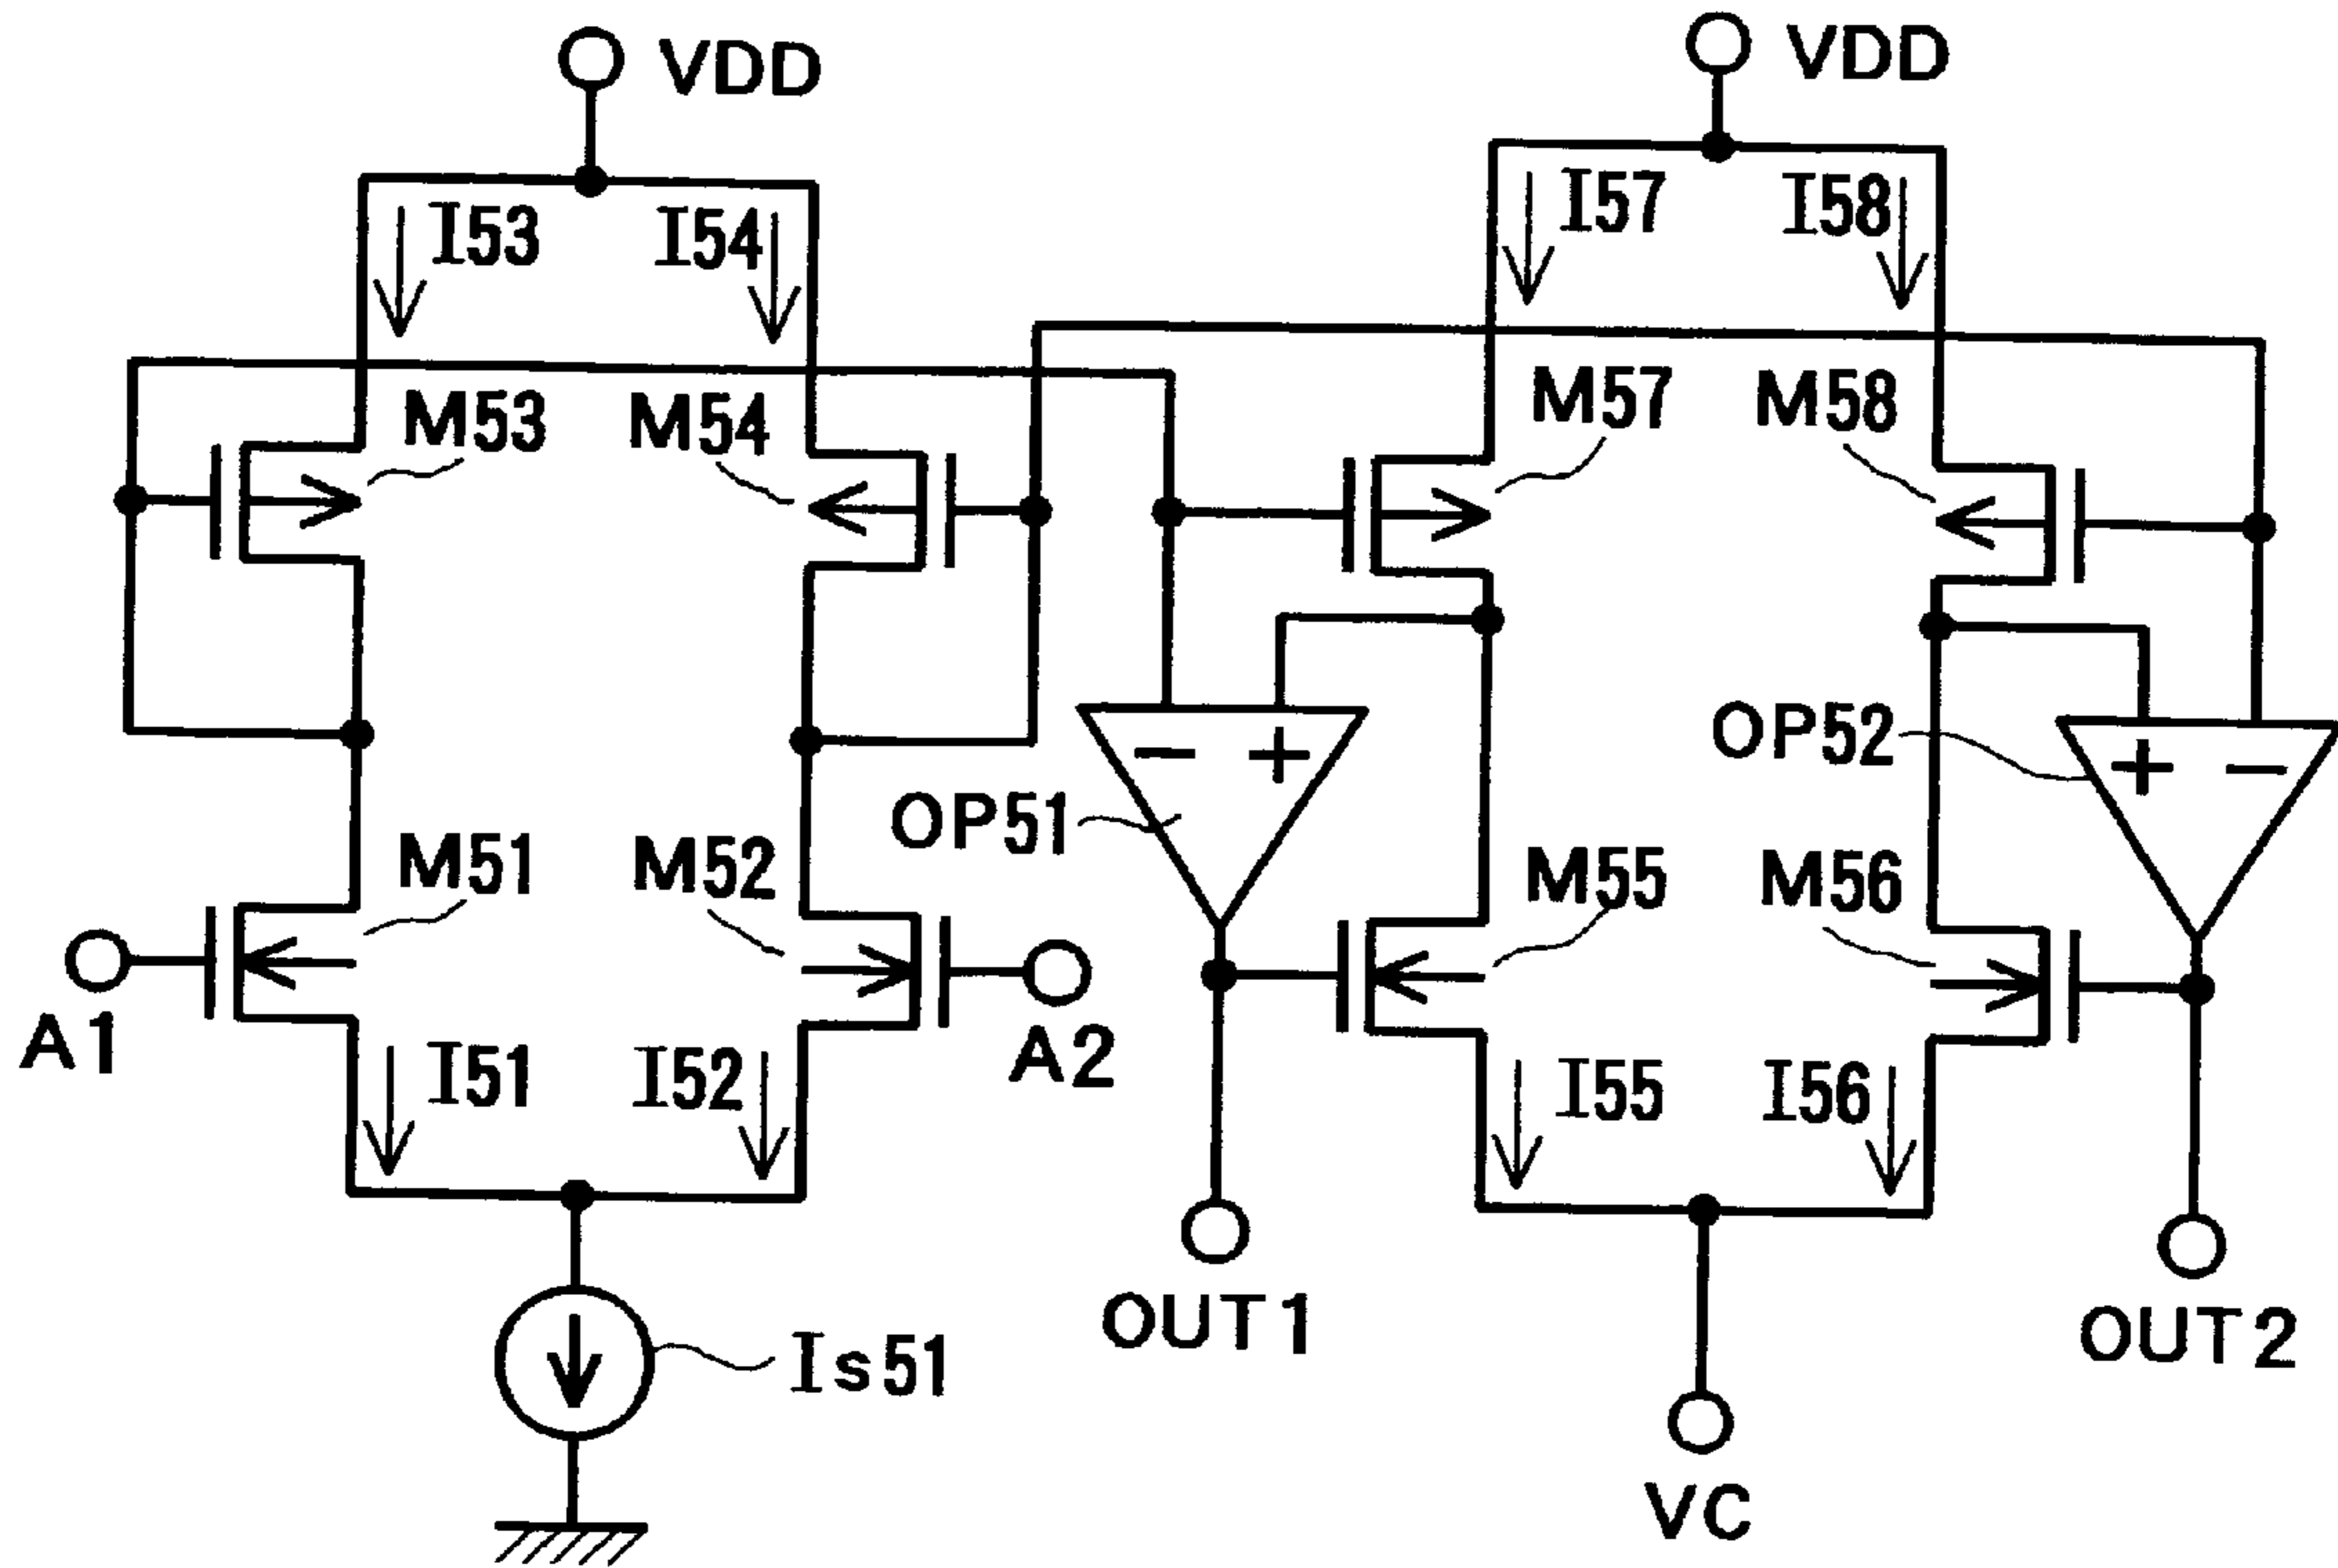 VDD
VDD
I53
I54
I57
I58
M53
M54
M57
M58
OP52
- +
+ -
OP51
M51
M52
M55
M56
A1
A2
I51
I52
I55
I56
OUT1
OUT2
Is51
VC